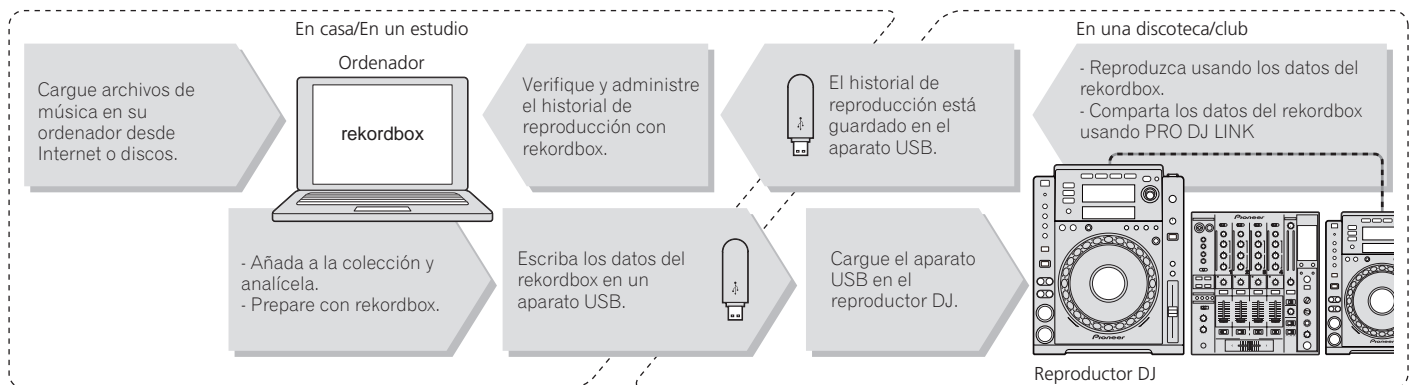 En casa/En un estudio
Ordenador
Cargue archivos de
música en su
ordenador desde
Internet o discos.
rekordbox
Verifique y administre
el historial de
reproducción con
rekordbox.
El historial de
reproducción está
guardado en el
aparato USB.
En una discoteca/club
- Reproduzca usando los datos del
rekordbox.
- Comparta los datos del rekordbox
usando PRO DJ LINK
- Añada a la colección y
analícela.
- Prepare con rekordbox.
Escriba los datos del
rekordbox en un
aparato USB.
Cargue el aparato
USB en el
reproductor DJ.
Pioneer
Pioneer
Pioneer
Reproductor DJ